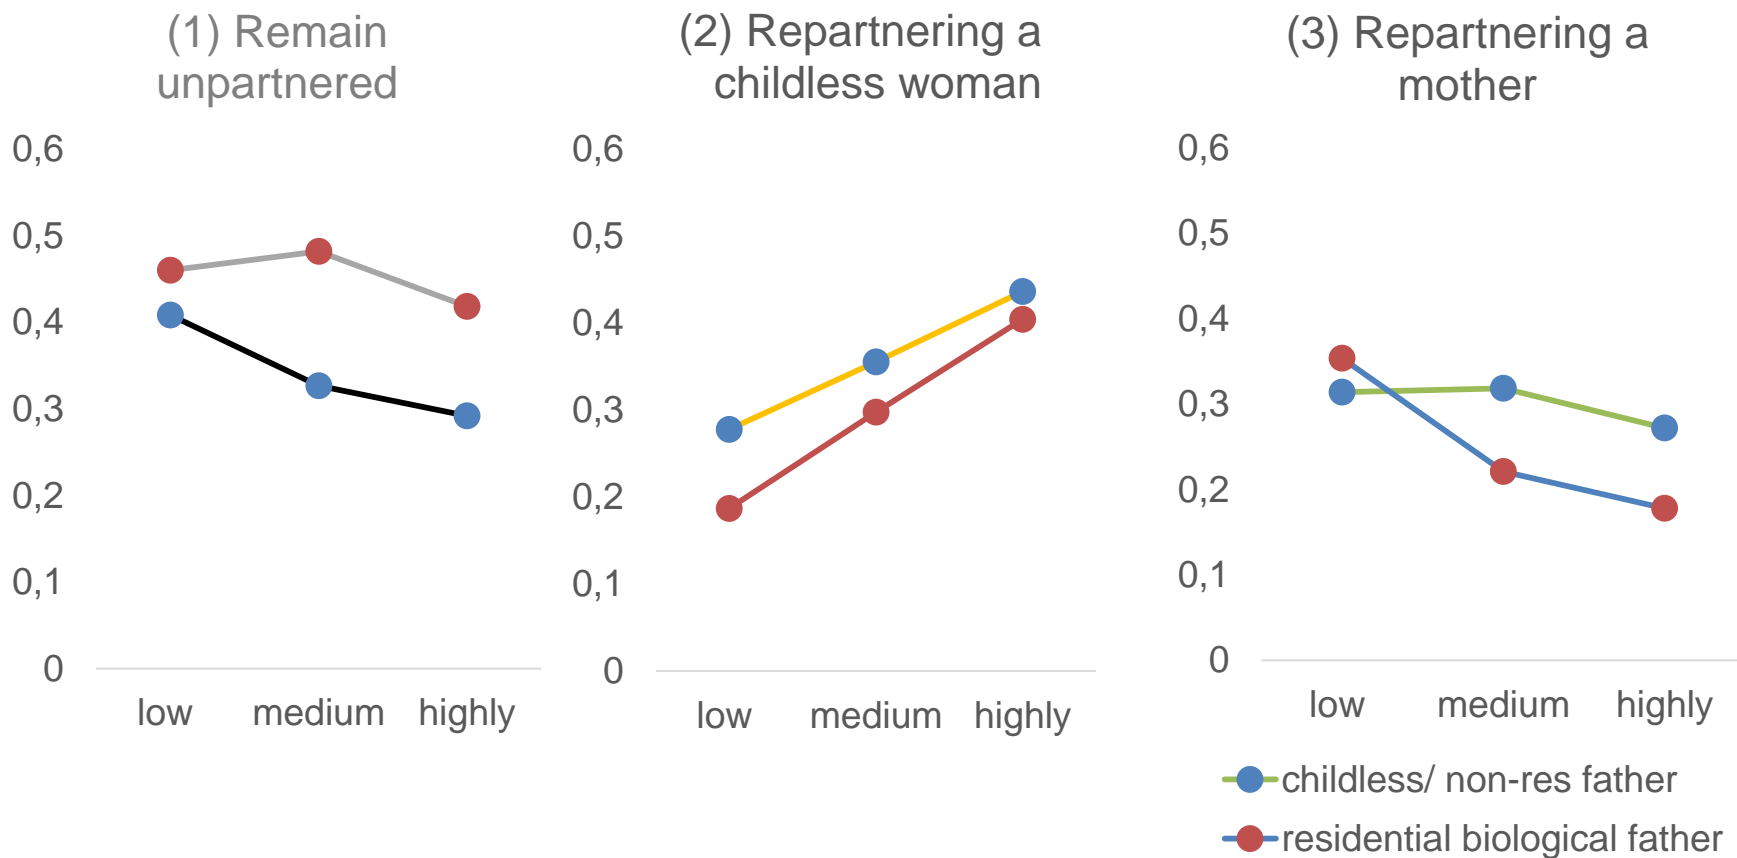 (1) Remain
unpartnered
0,6
0,5
0,4
0,3
0,2
0,1
0
low medium highly
(2) Repartnering a
childless woman
0,6
0,5
0,4
0,3
0,2
0,1
0
low medium highly
(3) Repartnering a
mother
0,6
0,5
0,4
0,3
0,2
0,1
0
low medium highly
childless/ non-res father
residential biological father